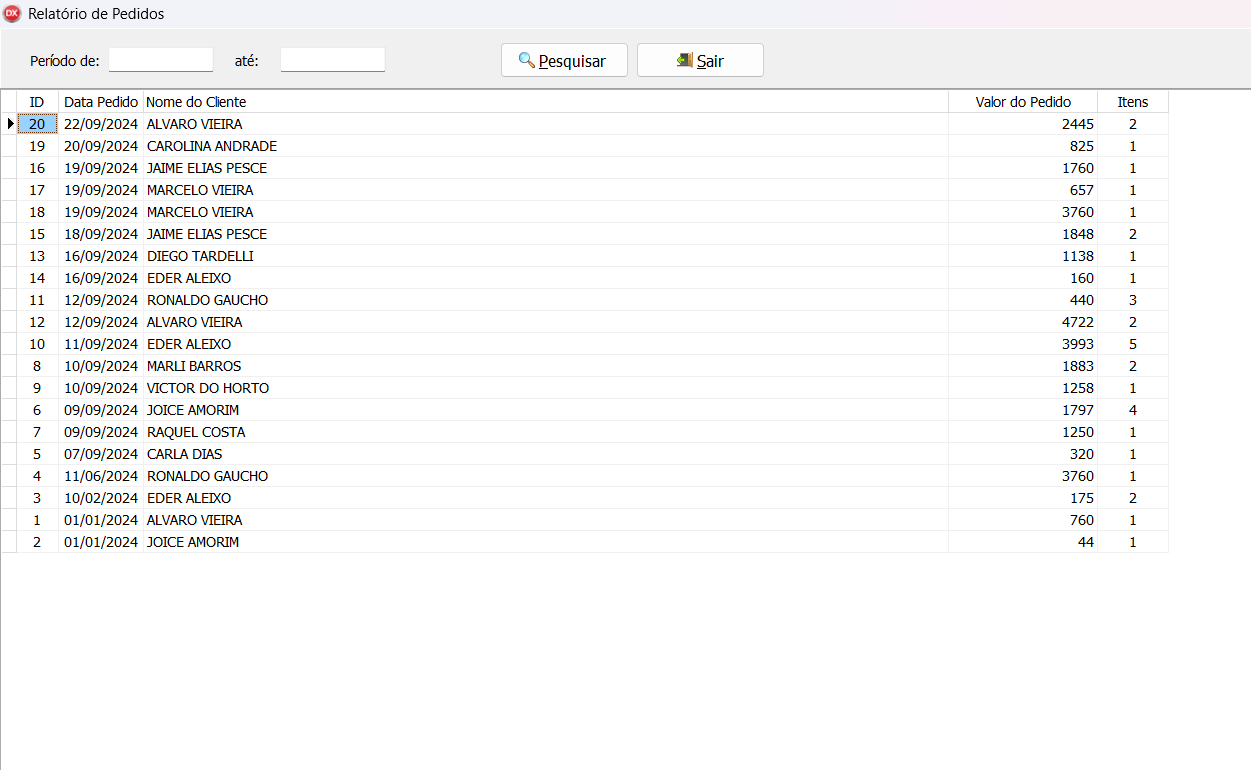 DX Relatório de Pedidos
Período de: até: Pesquisar Sair
ID Data Pedido Nome do Cliente Valor do Pedido Itens
20 22/09/2024 ALVARO VIEIRA 2445 2
19 20/09/2024 CAROLINA ANDRADE 825 1
16 19/09/2024 JAIME ELIAS PESCE 1760 1
17 19/09/2024 MARCELO VIEIRA 657 1
18 19/09/2024 MARCELO VIEIRA 3760 1
15 18/09/2024 JAIME ELIAS PESCE 1848 2
13 16/09/2024 DIEGO TARDELLI 1138 1
14 16/09/2024 EDER ALEIXO 160 1
11 12/09/2024 RONALDO GAUCHO 440 3
12 12/09/2024 ALVARO VIEIRA 4722 2
10 11/09/2024 EDER ALEIXO 3993 5
8 10/09/2024 MARLI BARROS 1883 2
9 10/09/2024 VICTOR DO HORTO 1258 1
6 09/09/2024 JOICE AMORIM 1797 4
7 09/09/2024 RAQUEL COSTA 1250 1
5 07/09/2024 CARLA DIAS 320 1
4 11/06/2024 RONALDO GAUCHO 3760 1
3 10/02/2024 EDER ALEIXO 175 2
1 01/01/2024 ALVARO VIEIRA 760 1
2 01/01/2024 JOICE AMORIM 44 1